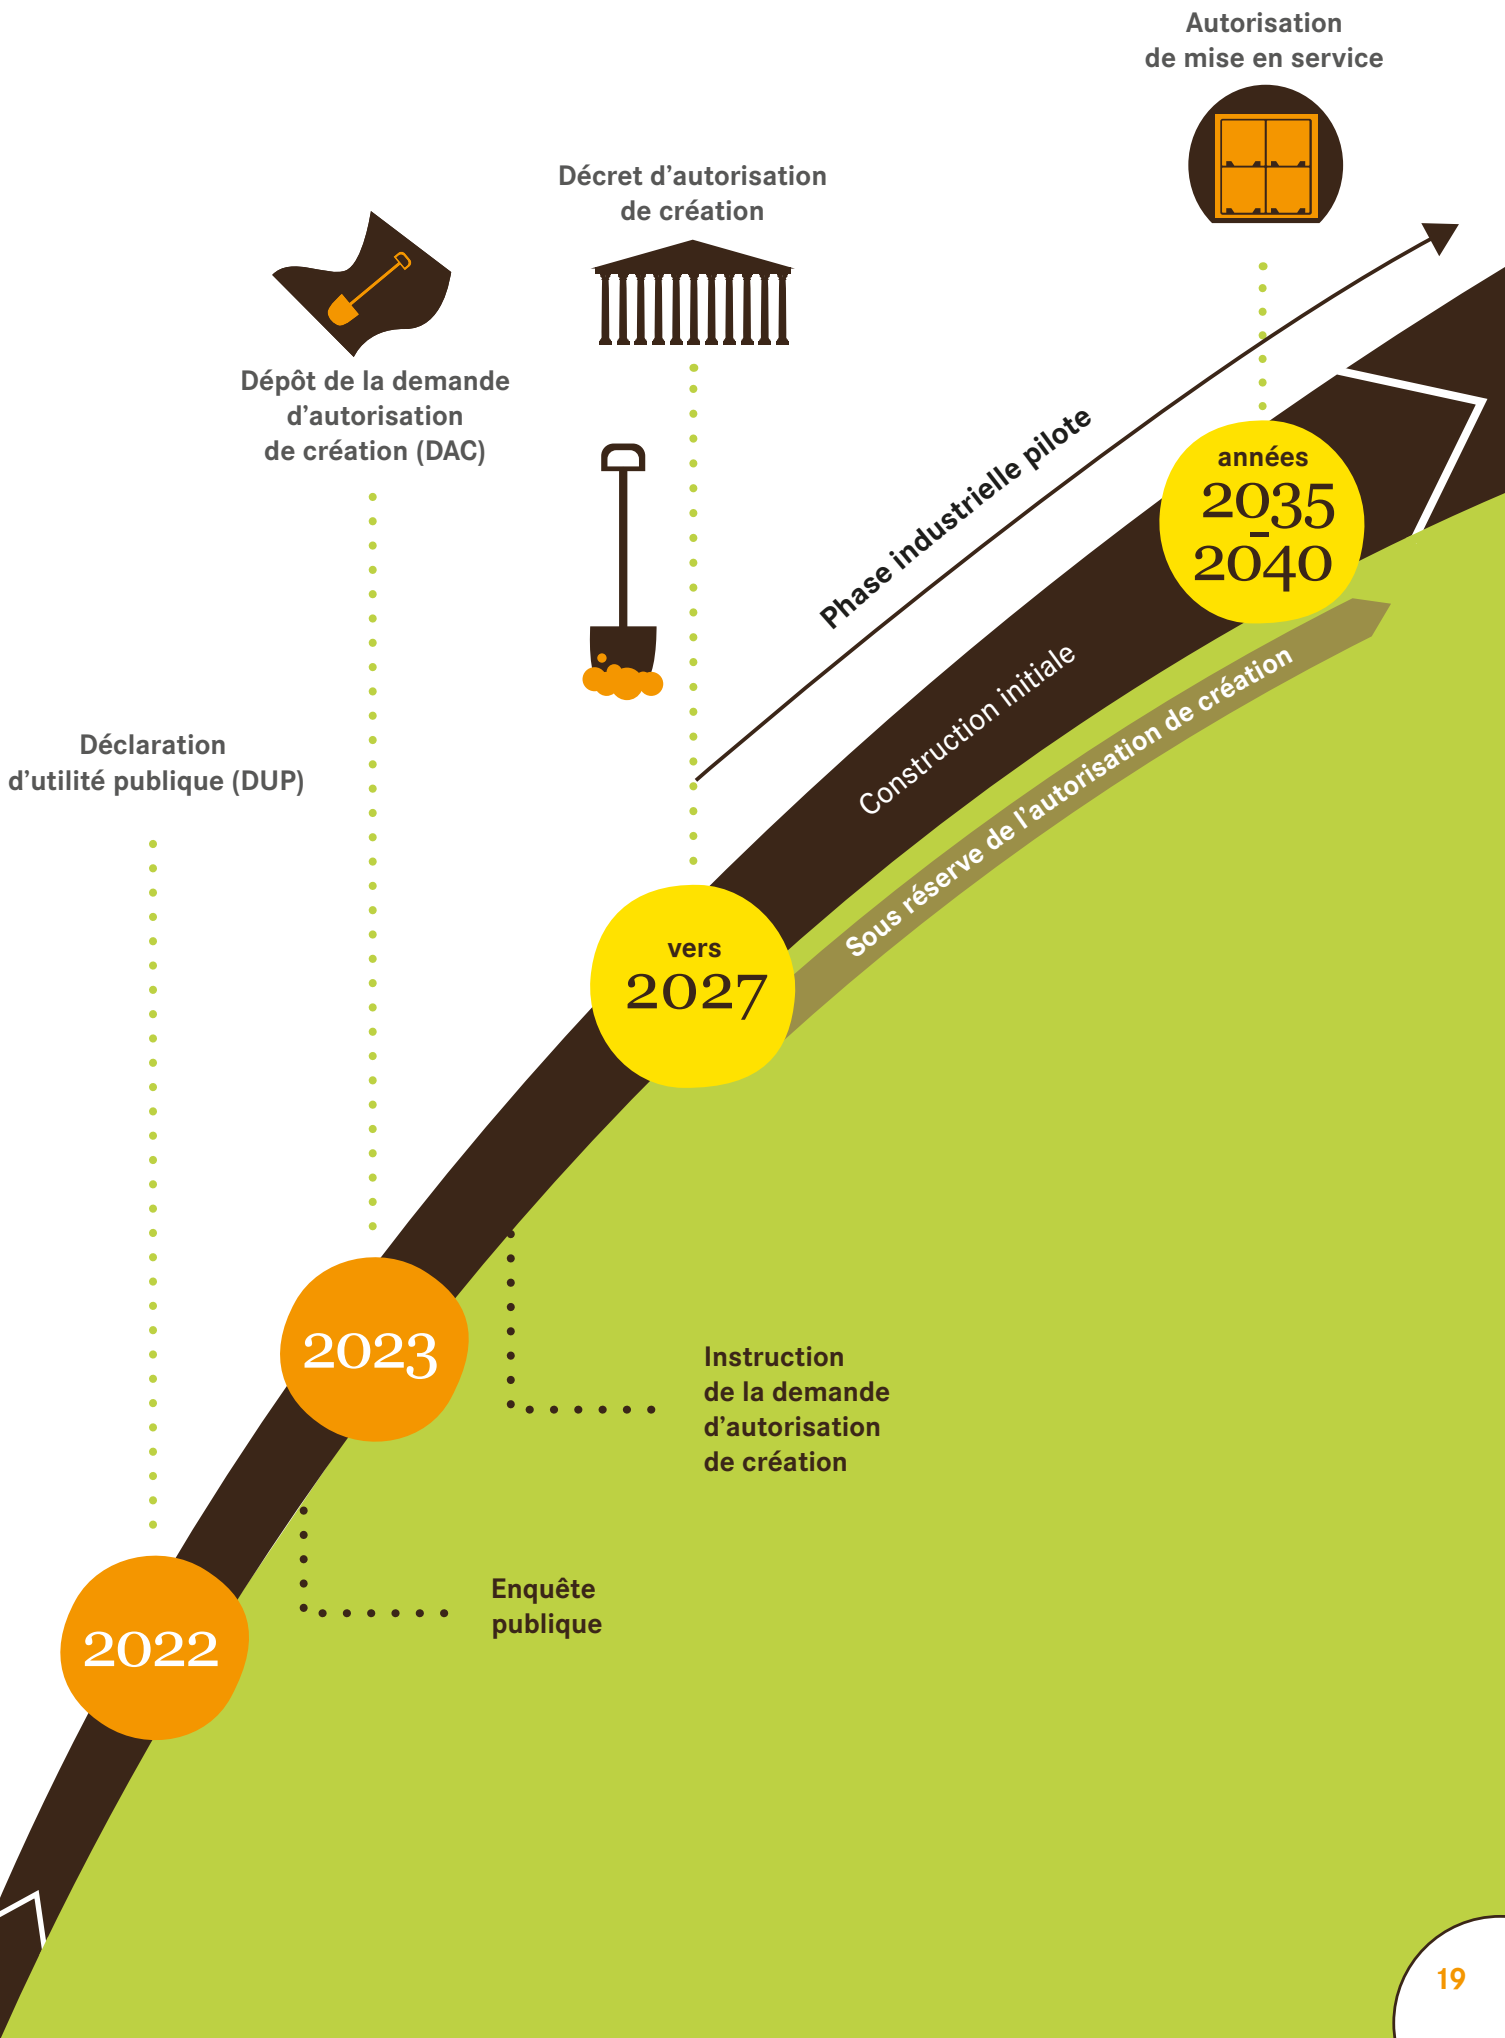 Autorisation
de mise en service
Décret d’autorisation
de création
Dépôt de la demande
d’autorisation
de création (DAC)
Déclaration
d’utilité publique (DUP)
Phase industrielle pilote
années
2035
-
2040
Construction initiale
Sous réserve de l’autorisation de création
vers
2027
2023
Instruction
de la demande
d’autorisation
de création
Enquête
publique
2022
19